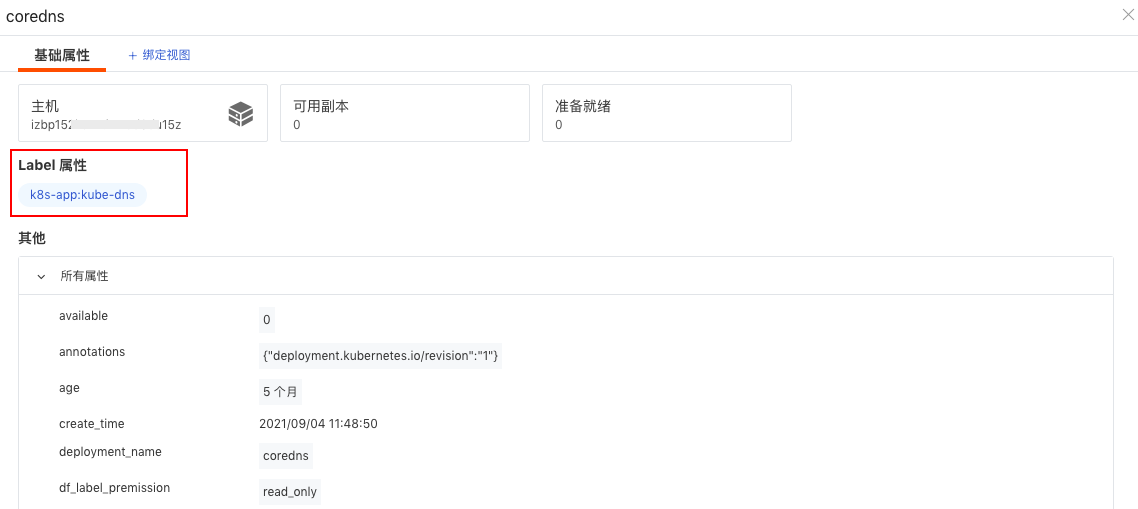 coredns
基础属性
+ 绑定视图
主机
izbp152 u15z
可用副本
0
准备就绪
0
Label 属性
k8s-app:kube-dns
其他
所有属性
available
0
annotations
{"deployment.kubernetes.io/revision":"1"}
age
5 个月
create_time
2021/09/04 11:48:50
deployment_name
coredns
df_label_premission
read_only